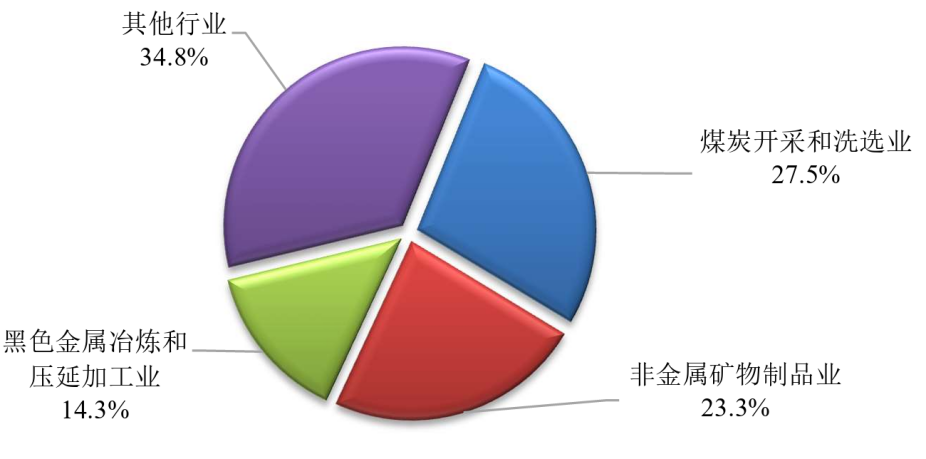 其他行业
34.8%
煤炭开采和洗选业
27.5%
黑色金属冶炼和
压延加工业
14.3%
非金属矿物制品业
23.3%